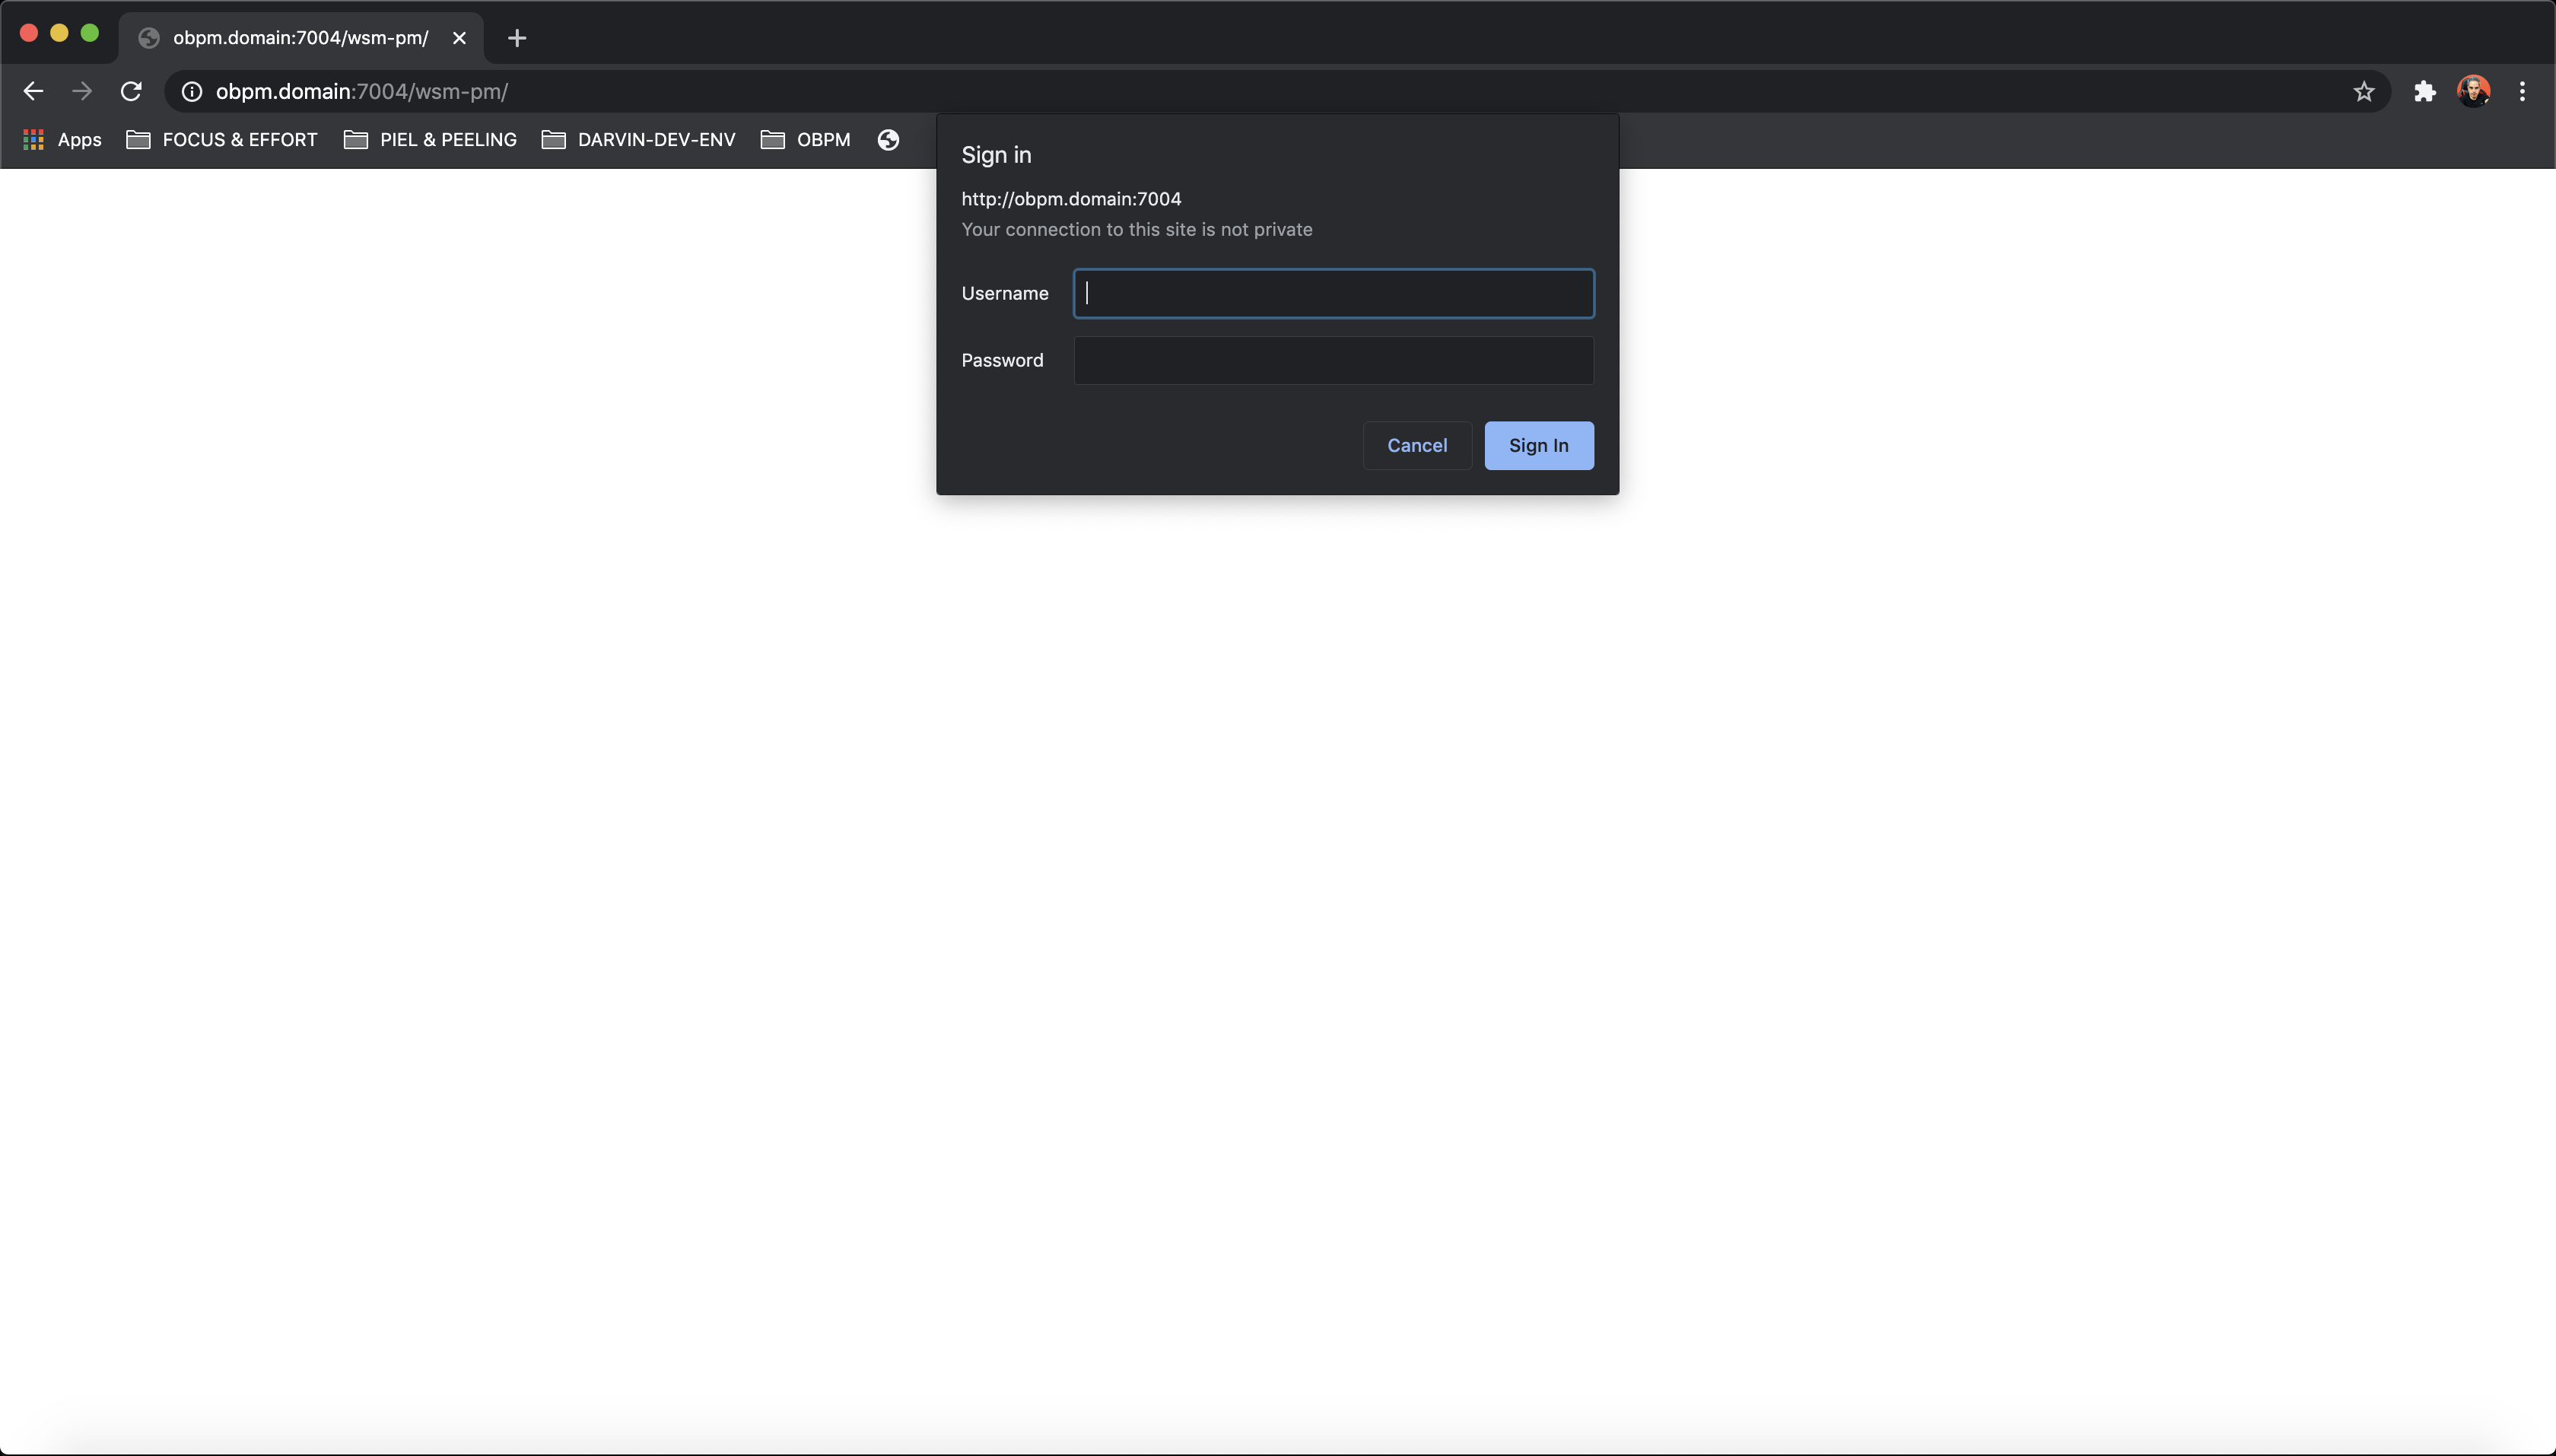 obpm.domain:7004/wsm-pm/
obpm.domain:7004/wsm-pm/
Apps FOCUS & EFFORT PIEL & PEELING DARVIN-DEV-ENV OBPM
Sign in
http://obpm.domain:7004
Your connection to this site is not private
Username
Password
Cancel Sign In